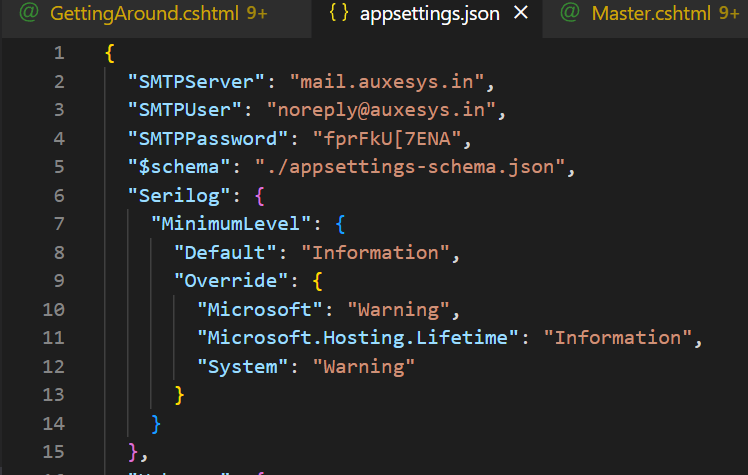 GettingAround.cshtml 9+ {} appsettings.json × @ Master.cshtml 9+
1 {
2 "SMTPServer": "mail.auxesys.in",
3 "SMTPUser": "noreply@auxesys.in",
4 "SMTPPassword": "fprFkU[7ENA",
5 "$schema": "./appsettings-schema.json",
6 "Serilog": {
7 "MinimumLevel": {
8 "Default": "Information",
9 "Override": {
10 "Microsoft": "Warning",
11 "Microsoft.Hosting.Lifetime": "Information",
12 "System": "Warning"
13 }
14 }
15 },